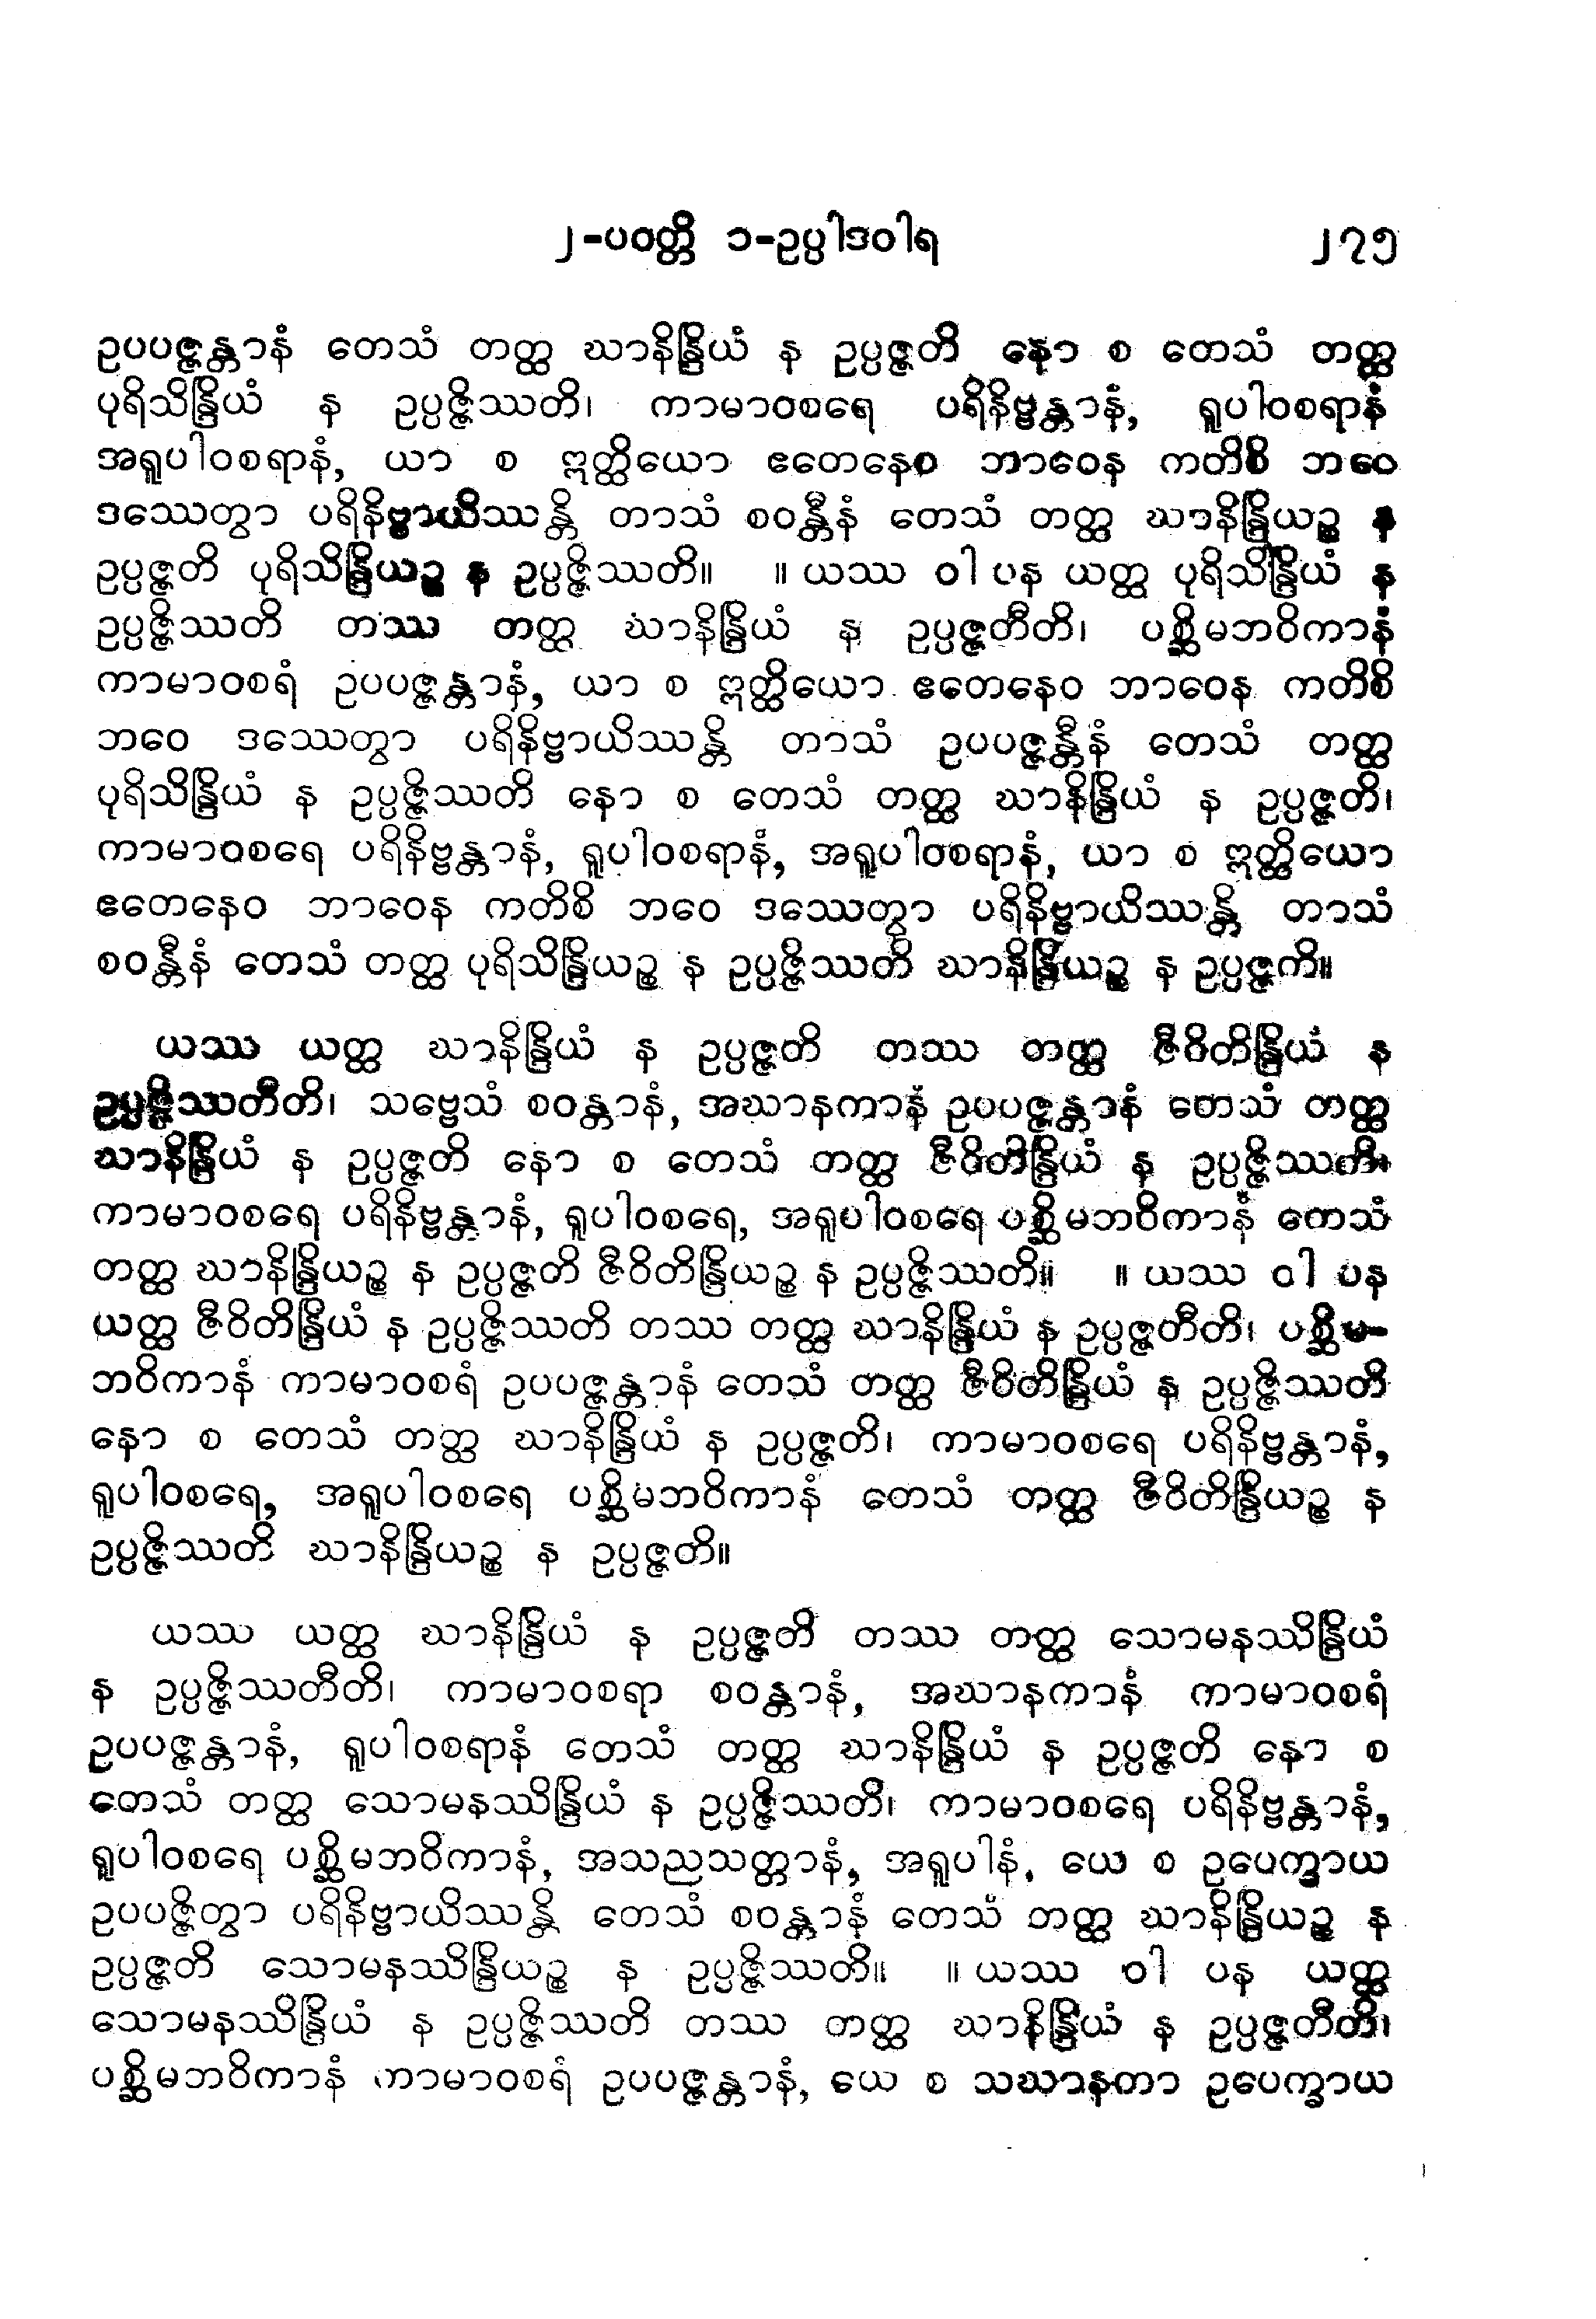 ၂-ပဝတ္တိ ၁-ဥပ္ပါဒဝါရ ၂၇၅
ဥပပဇ္ဇန္တာနံ တေသံ တတ္ထ ဃာနိန္ဒြိယံ န ဥပ္ပဇ္ဇတိ နော စ တေသံ တတ္ထ
ပုရိသိန္ဒြိယံ န ဥပ္ပဇ္ဇိဿတိ၊ ကာမာဝစရေ ပရိနိဗ္ဗန္တာနံ, ရူပါဝစရာနံ
အရူပါဝစရာနံ, ယာ စ ဣတ္ထိယော ဧတေနေဝ ဘာဝေန ကတိစိ ဘဝေ
ဒဿေတွာ ပရိနိဗ္ဗာယိဿန္တိ တာသံ စဝန္တီနံ တေသံ တတ္ထ ဃာနိန္ဒြိယဉ္စ န
ဥပ္ပဇ္ဇတိ ပုရိသိန္ဒြိယဉ္စ န ဥပ္ပဇ္ဇိဿတိ။ ။ ယဿ ဝါ ပန ယတ္ထ ပုရိသိန္ဒြိယံ န
ဥပ္ပဇ္ဇိဿတိ တဿ တတ္ထ ဃာနိန္ဒြိယံ န ဥပ္ပဇ္ဇတီတိ၊ ပစ္ဆိမဘဝိကာနံ
ကာမာဝစရံ ဥပပဇ္ဇန္တာနံ, ယာ စ ဣတ္ထိယော ဧတေနေဝ ဘာဝေန ကတိစိ
ဘဝေ ဒဿေတွာ ပရိနိဗ္ဗာယိဿန္တိ တာသံ ဥပပဇ္ဇန္တီနံ တေသံ တတ္ထ
ပုရိသိန္ဒြိယံ န ဥပ္ပဇ္ဇိဿတိ နော စ တေသံ တတ္ထ ဃာနိန္ဒြိယံ န ဥပ္ပဇ္ဇတိ၊
ကာမာဝစရေ ပရိနိဗ္ဗန္တာနံ, ရူပါဝစရာနံ, အရူပါဝစရာနံ, ယာ စ ဣတ္ထိယော
ဧတေနေဝ ဘာဝေန ကတိစိ ဘဝေ ဒဿေတွာ ပရိနိဗ္ဗာယိဿန္တိ တာသံ
စဝန္တီနံ တေသံ တတ္ထ ပုရိသိန္ဒြိယဉ္စ န ဥပ္ပဇ္ဇိဿတိ ဃာနိန္ဒြိယဉ္စ န ဥပ္ပဇ္ဇတိ။
ယဿ ယတ္ထ ဃာနိန္ဒြိယံ န ဥပ္ပဇ္ဇတိ တဿ တတ္ထ ဇီဝိတိန္ဒြိယံ န
ဥပ္ပဇ္ဇိဿတီတိ၊ သဗ္ဗေသံ စဝန္တာနံ, အဃာနကာနံ ဥပပဇ္ဇန္တာနံ တေသံ တတ္ထ
ဃာနိန္ဒြိယံ န ဥပ္ပဇ္ဇတိ နော စ တေသံ တတ္ထ ဇီဝိတိန္ဒြိယံ န ဥပ္ပဇ္ဇိဿတိ၊
ကာမာဝစရေ ပရိနိဗ္ဗန္တာနံ, ရူပါဝစရေ, အရူပါဝစရေ ပစ္ဆိမဘဝိကာနံ တေသံ
တတ္ထ ဃာနိန္ဒြိယဉ္စ န ဥပ္ပဇ္ဇတိ ဇီဝိတိန္ဒြိယဉ္စ န ဥပ္ပဇ္ဇိဿတိ။ ။ ယဿ ဝါ ပန
ယတ္ထ ဇီဝိတိန္ဒြိယံ န ဥပ္ပဇ္ဇိဿတိ တဿ တတ္ထ ဃာနိန္ဒြိယံ န ဥပ္ပဇ္ဇတီတိ၊ ပစ္ဆိမ-
ဘဝိကာနံ ကာမာဝစရံ ဥပပဇ္ဇန္တာနံ တေသံ တတ္ထ ဇီဝိတိန္ဒြိယံ န ဥပ္ပဇ္ဇိဿတိ
နော စ တေသံ တတ္ထ ဃာနိန္ဒြိယံ န ဥပ္ပဇ္ဇတိ၊ ကာမာဝစရေ ပရိနိဗ္ဗန္တာနံ,
ရူပါဝစရေ, အရူပါဝစရေ ပစ္ဆိမဘဝိကာနံ တေသံ တတ္ထ ဇီဝိတိန္ဒြိယဉ္စ န
ဥပ္ပဇ္ဇိဿတိ ဃာနိန္ဒြိယဉ္စ န ဥပ္ပဇ္ဇတိ။
ယဿ ယတ္ထ ဃာနိန္ဒြိယံ န ဥပ္ပဇ္ဇတိ တဿ တတ္ထ သောမနဿိန္ဒြိယံ
န ဥပ္ပဇ္ဇိဿတီတိ၊ ကာမာဝစရာ စဝန္တာနံ, အဃာနကာနံ ကာမာဝစရံ
ဥပပဇ္ဇန္တာနံ, ရူပါဝစရာနံ တေသံ တတ္ထ ဃာနိန္ဒြိယံ န ဥပ္ပဇ္ဇတိ နော စ
တေသံ တတ္ထ သောမနဿိန္ဒြိယံ န ဥပ္ပဇ္ဇိဿတိ၊ ကာမာဝစရေ ပရိနိဗ္ဗန္တာနံ,
ရူပါဝစရေ ပစ္ဆိမဘဝိကာနံ, အသညသတ္တာနံ, အရူပါနံ, ယေ စ ဥပေက္ခာယ
ဥပပဇ္ဇိတွာ ပရိနိဗ္ဗာယိဿန္တိ တေသံ စဝန္တာနံ တေသံ တတ္ထ ဃာနိန္ဒြိယဉ္စ န
ဥပ္ပဇ္ဇတိ သောမနဿိန္ဒြိယဉ္စ န ဥပ္ပဇ္ဇိဿတိ။ ။ ယဿ ဝါ ပန ယတ္ထ
သောမနဿိန္ဒြိယံ န ဥပ္ပဇ္ဇိဿတိ တဿ တတ္ထ ဃာနိန္ဒြိယံ န ဥပ္ပဇ္ဇတီတိ၊
ပစ္ဆိမဘဝိကာနံ ကာမာဝစရံ ဥပပဇ္ဇန္တာနံ, ယေ စ သဃာနကာ ဥပေက္ခာယ